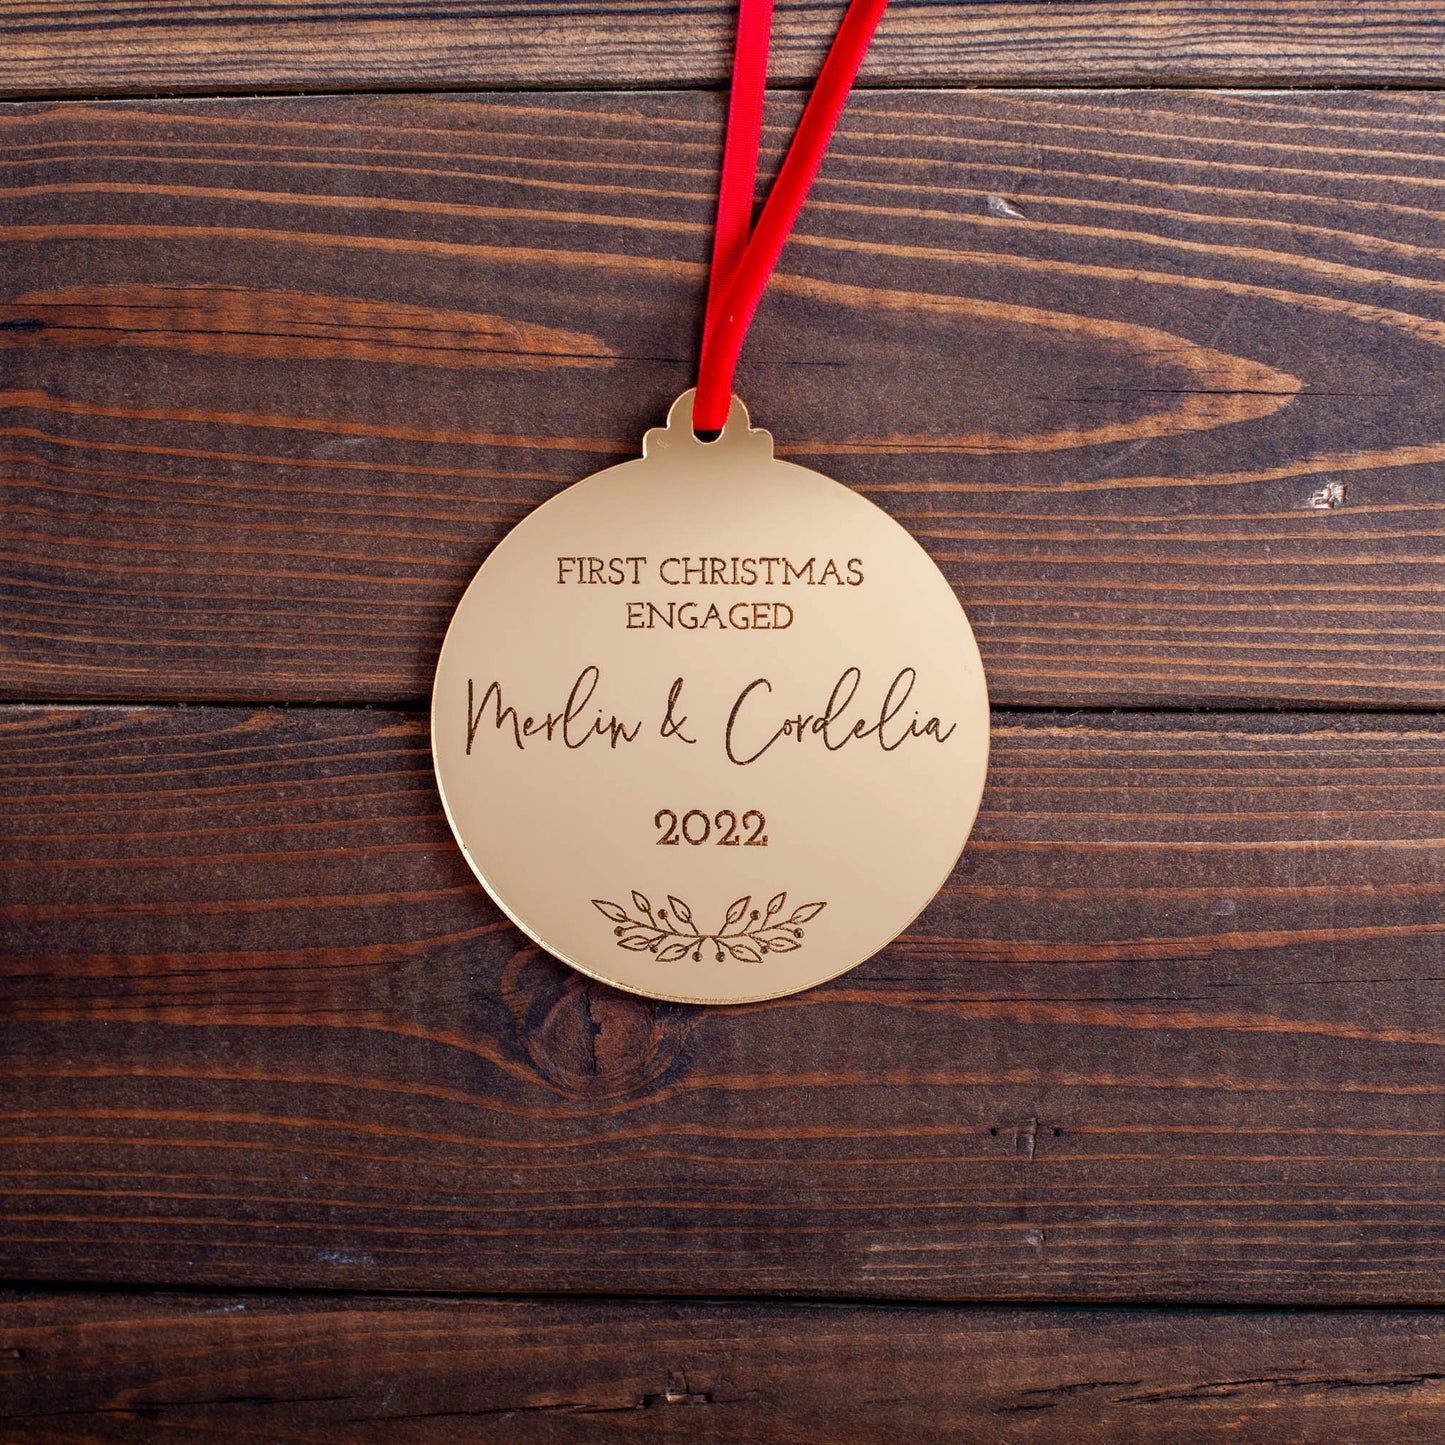 FIRST CHRISTMAS
ENGAGED
Merlin & Cordelia
2022